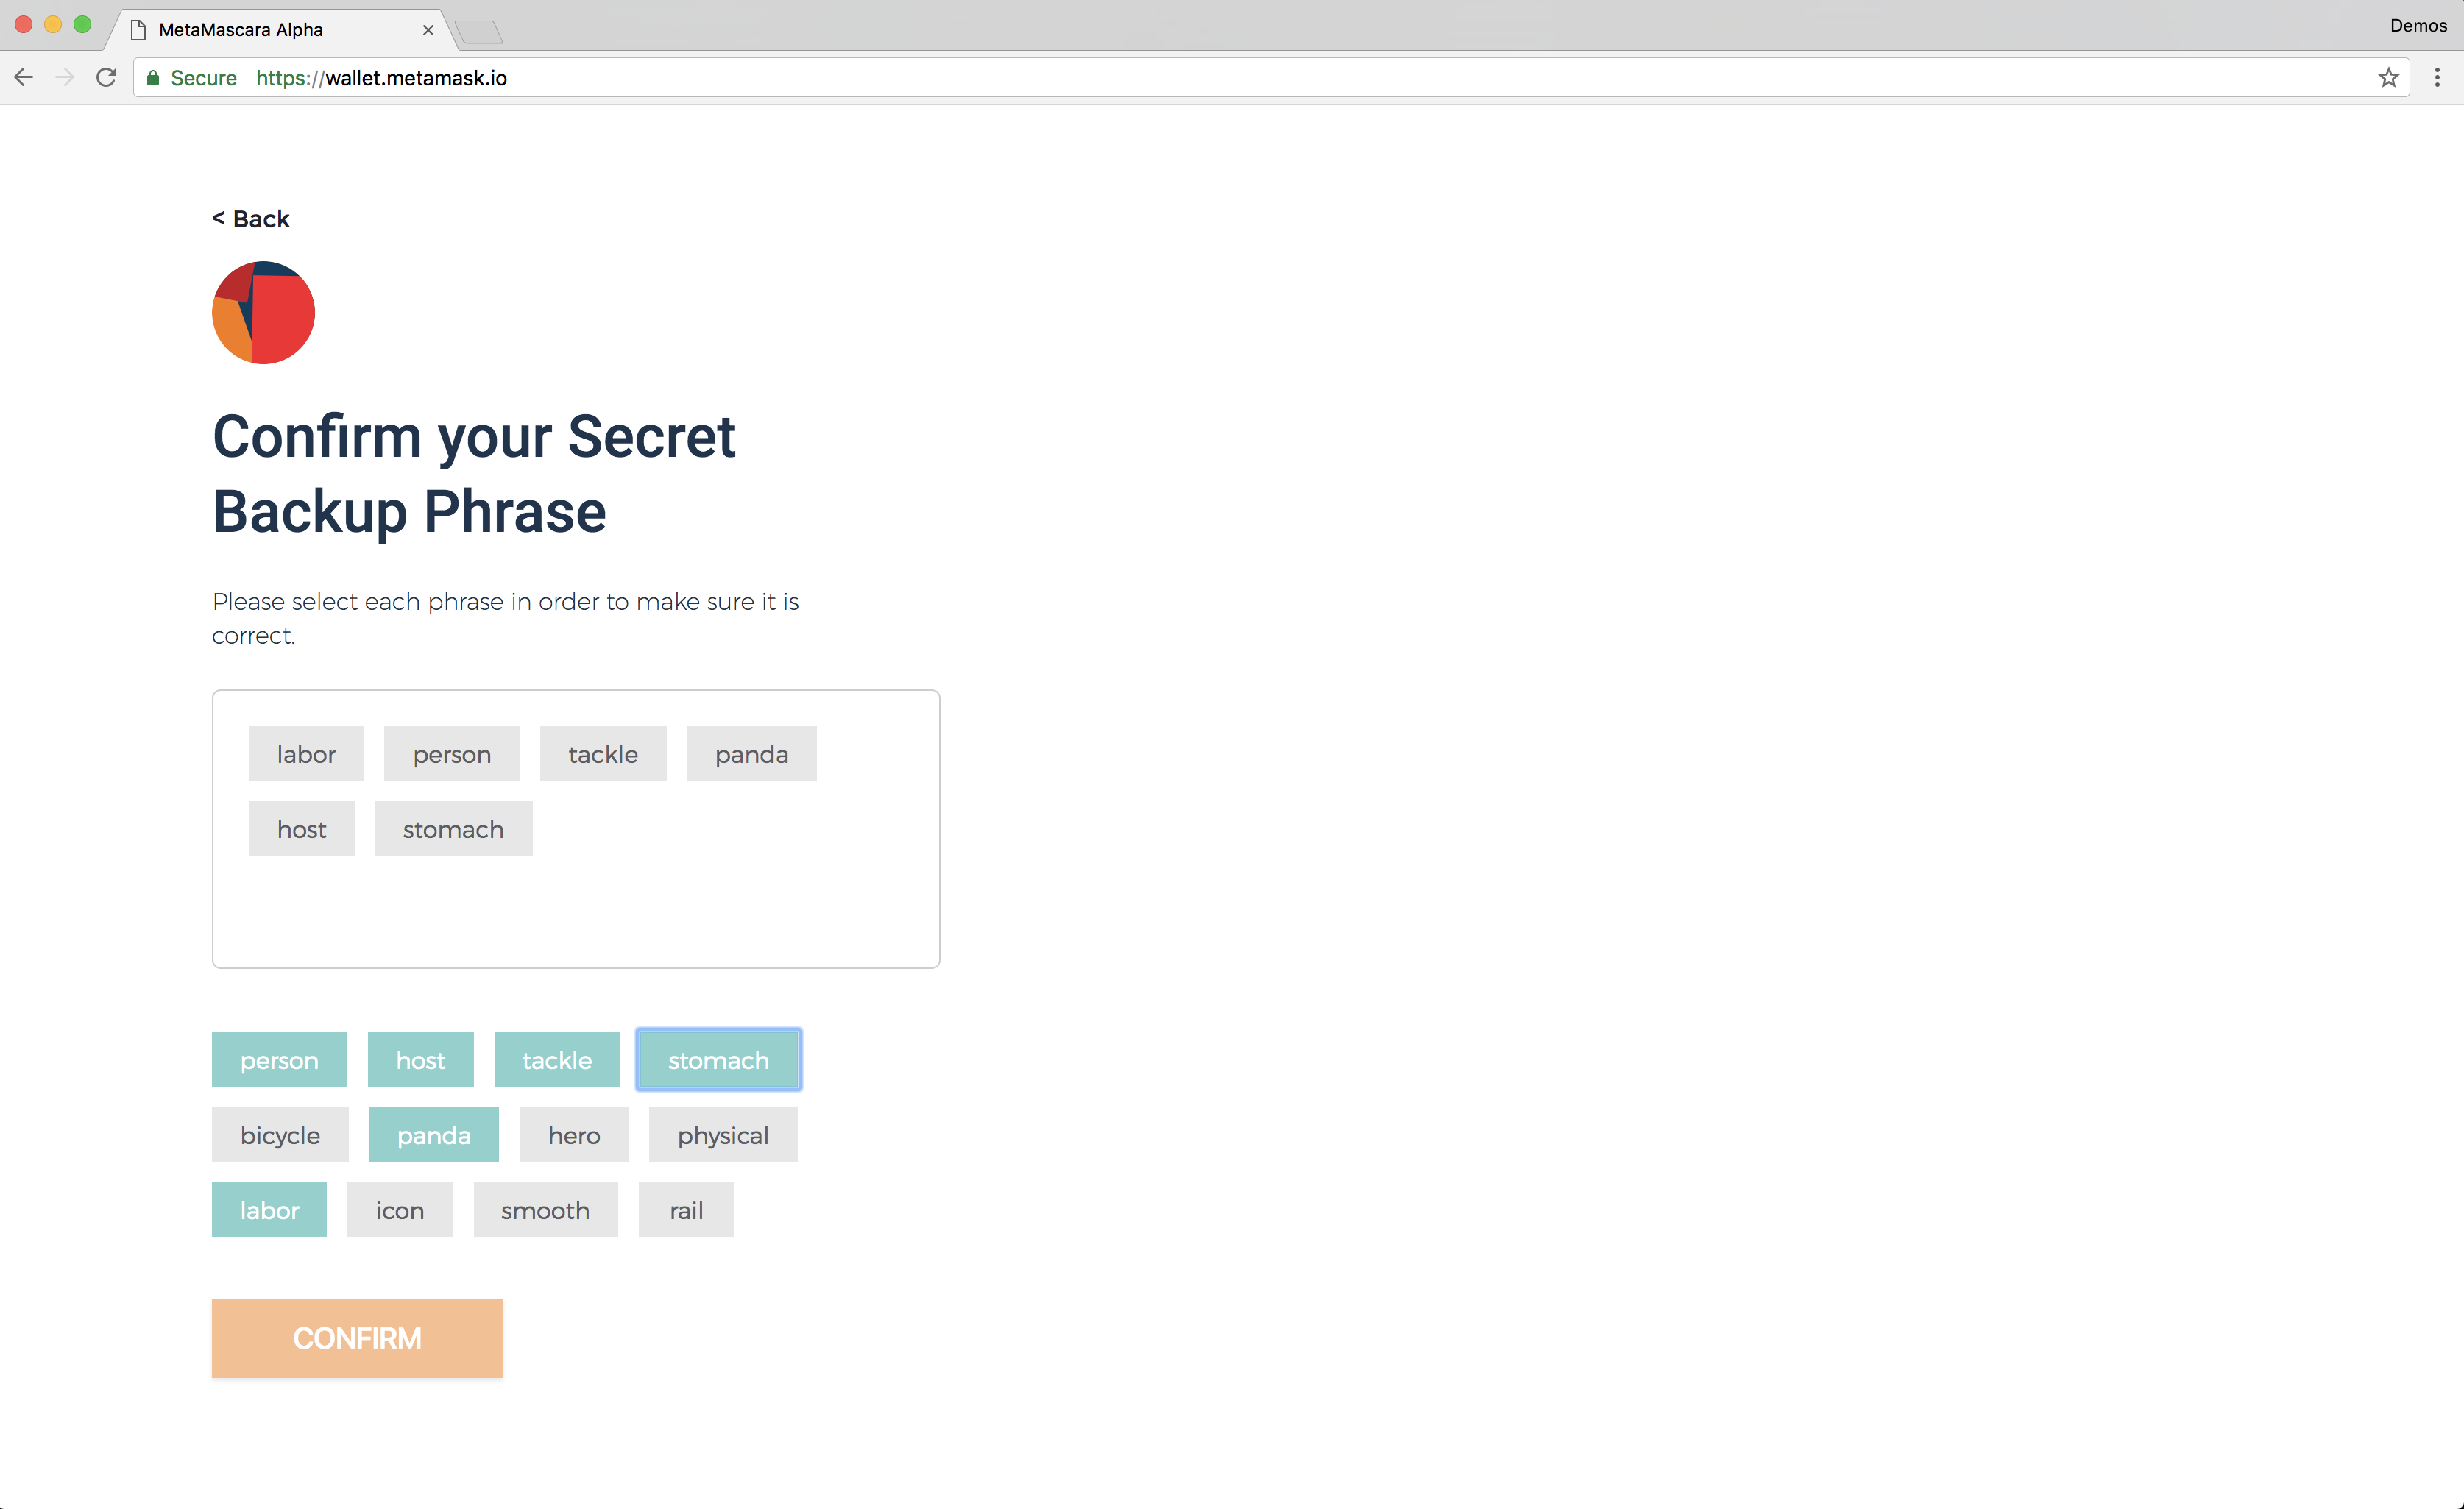 MetaMascara Alpha
Demos
Secure https://wallet.metamask.io
< Back
Confirm your Secret
Backup Phrase
Please select each phrase in order to make sure it is
correct.
labor person tackle panda
host stomach
person host tackle stomach
bicycle panda hero physical
labor icon smooth rail
CONFIRM